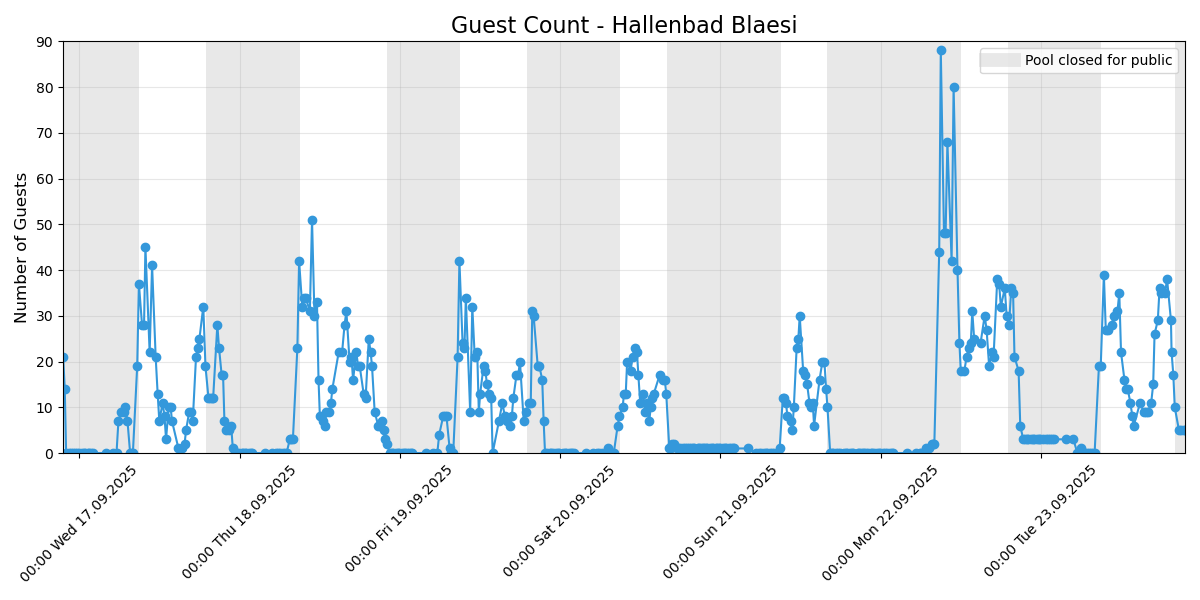 Guest Count - Hallenbad Blaesi
Pool closed for public
Number of Guests
90
80
70
60
50
40
30
20
10
0
00:00 Wed 17.09.2025
00:00 Thu 18.09.2025
00:00 Fri 19.09.2025
00:00 Sat 20.09.2025
00:00 Sun 21.09.2025
00:00 Mon 22.09.2025
00:00 Tue 23.09.2025